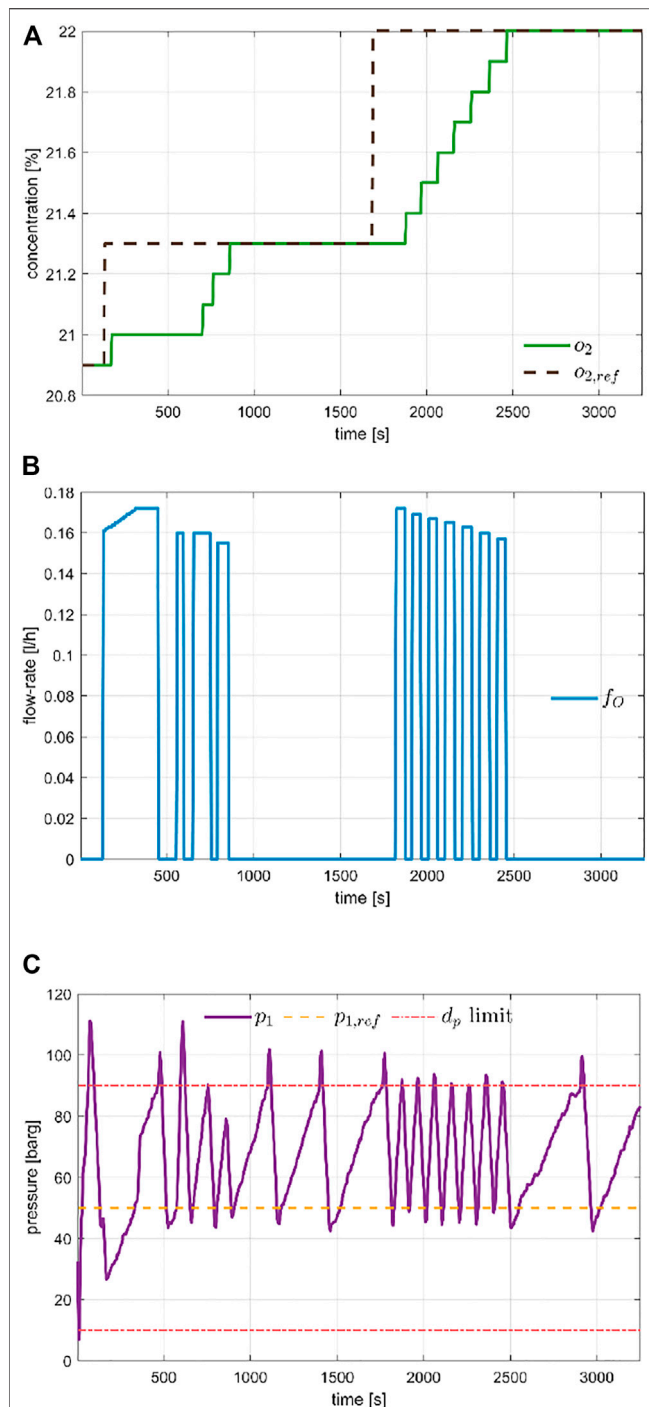 A
22
21.8
21.6
21.4
21.2
21
20.8
concentration [%]
o2
o2,ref
500 1000 1500 2000 2500 3000
time [s]
B
0.18
0.16
0.14
0.12
0.1
0.08
0.06
0.04
0.02
0
flow-rate [l/h]
fO
500 1000 1500 2000 2500 3000
time [s]
C
120
100
80
60
40
20
0
pressure [barg]
p1 p1,ref dp limit
500 1000 1500 2000 2500 3000
time [s]